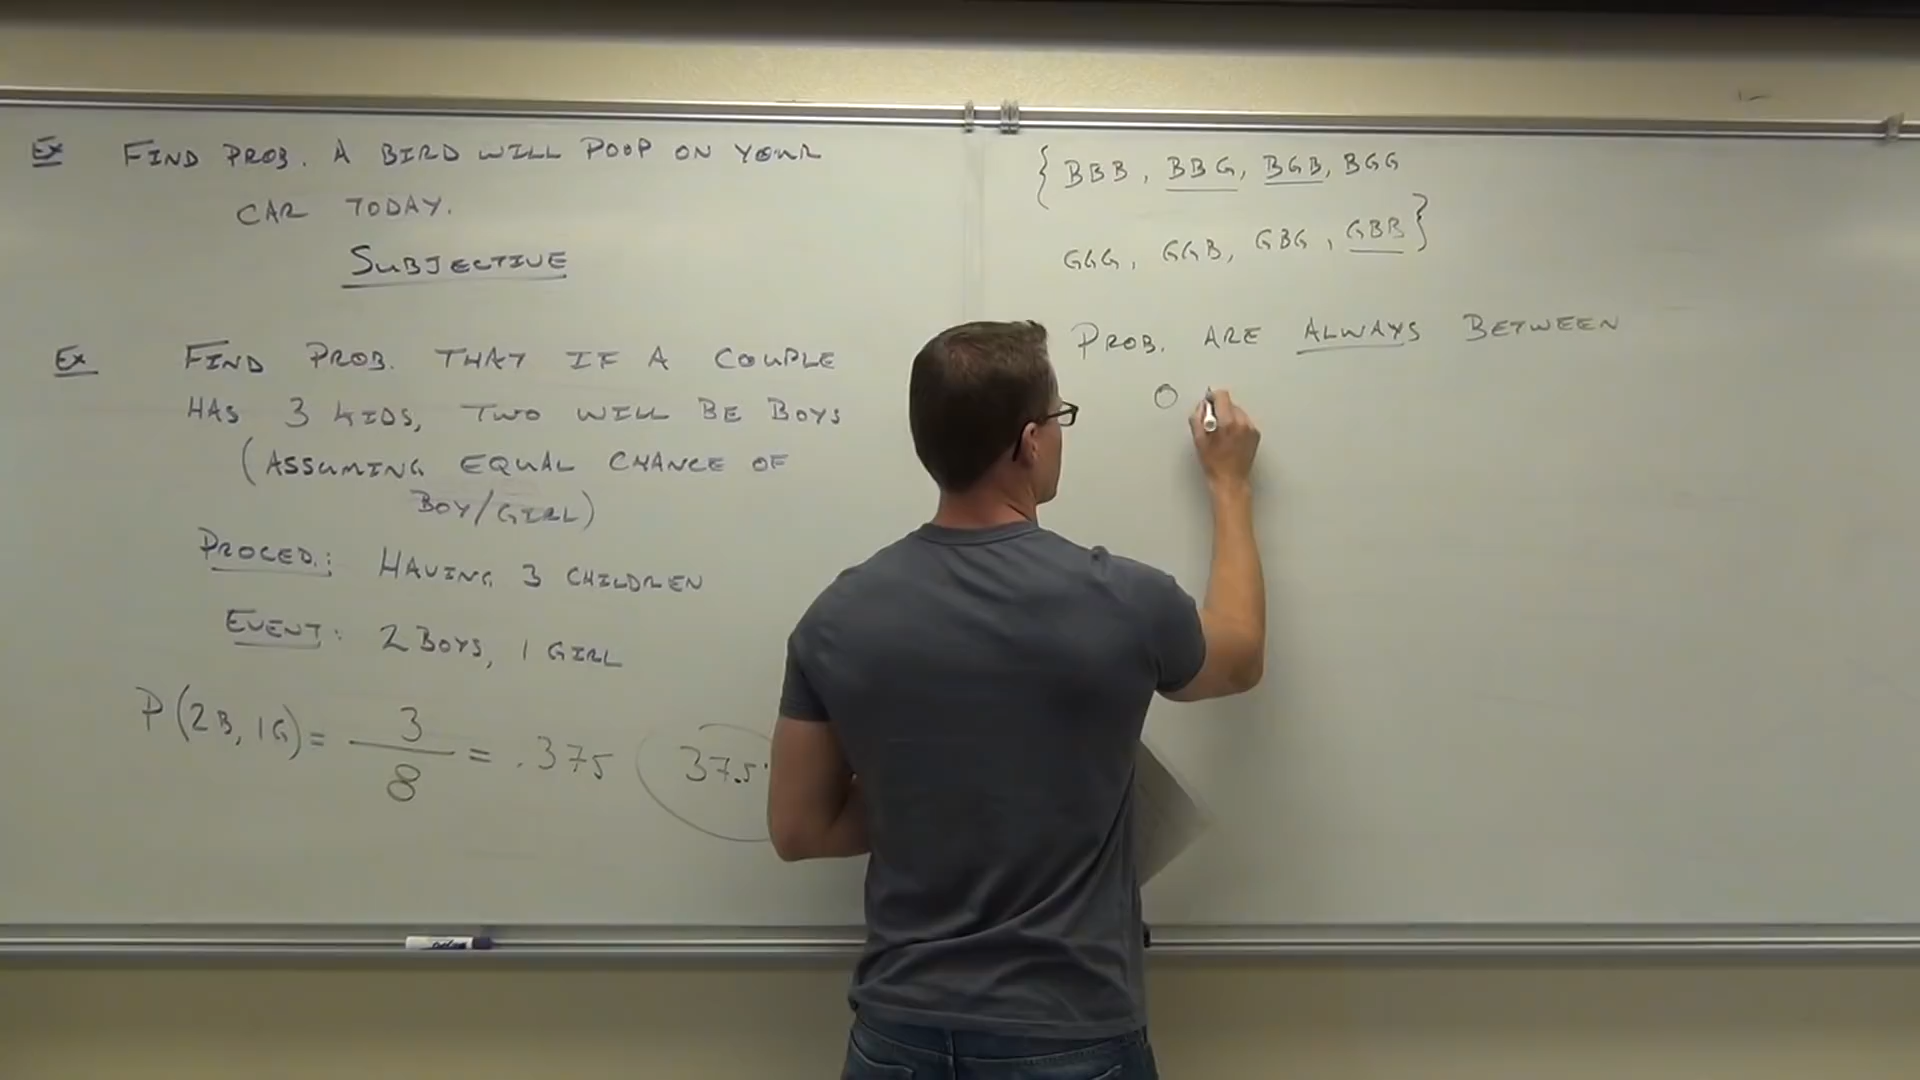 Ex FIND PROB. A BIRD WILL POOP ON YOUR
CAR TODAY.
SUBJECTIVE
Ex FIND PROB. THAT IF A COUPLE
HAS 3 KIDS, TWO WILL BE BOYS
(ASSUMING EQUAL CHANCE OF
BOY/GIRL)
PROCED.: HAVING 3 CHILDREN
EVENT: 2 BOYS, 1 GIRL
P(2B, 1G) = 3/8 = .375 37.5
{BBB, BBG, BGB, BGG
GGG, GGB, GBG, GBB}
PROB. ARE ALWAYS BETWEEN
0